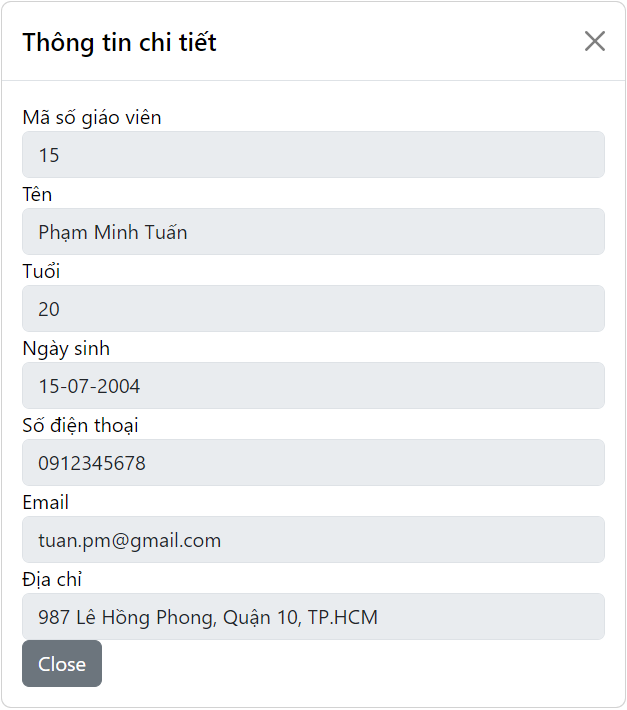 Thông tin chi tiết
Mã số giáo viên
15
Tên
Phạm Minh Tuấn
Tuổi
20
Ngày sinh
15-07-2004
Số điện thoại
0912345678
Email
tuan.pm@gmail.com
Địa chỉ
987 Lê Hồng Phong, Quận 10, TP.HCM
Close